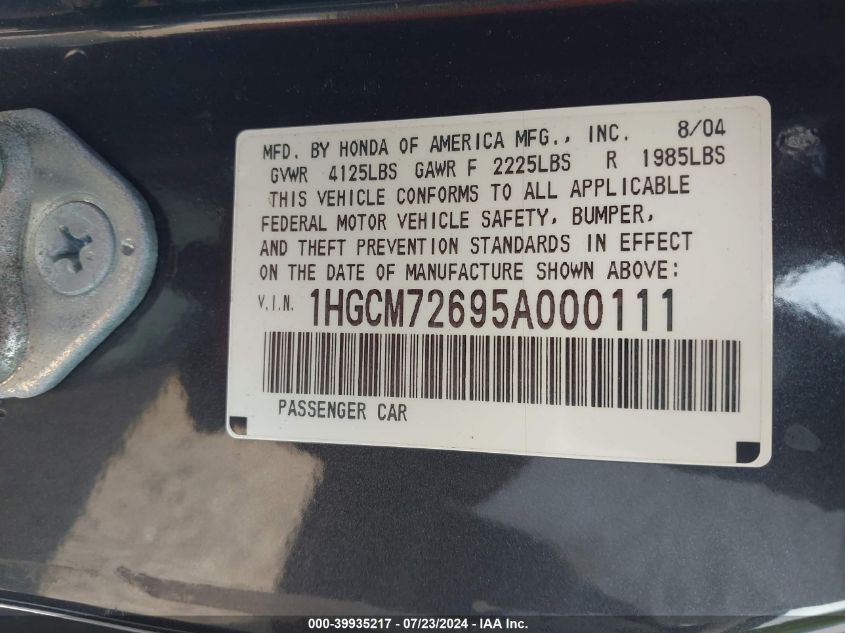 MFD. BY HONDA OF AMERICA MFG., INC. 8/04
GVWR 4125LBS GAWR F 2225LBS R 1985LBS
THIS VEHICLE CONFORMS TO ALL APPLICABLE
FEDERAL MOTOR VEHICLE SAFETY, BUMPER,
AND THEFT PREVENTION STANDARDS IN EFFECT
ON THE DATE OF MANUFACTURE SHOWN ABOVE:
V.I.N. 1HGCM72695A000111
PASSENGER CAR
000-39935217 - 07/23/2024 - © IAA Holdings, LLC.